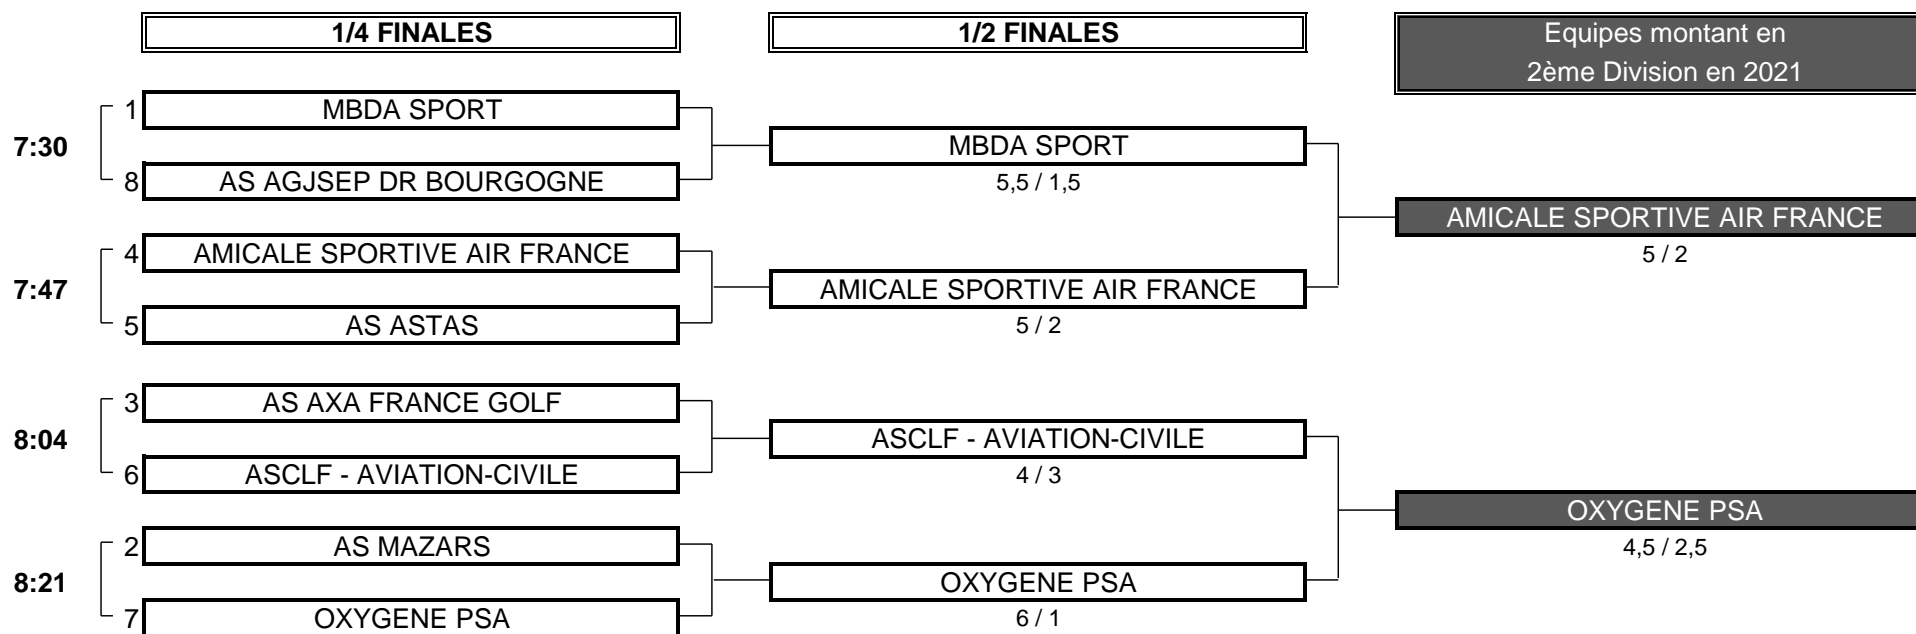 1/4 FINALES
1/2 FINALES
Equipes montant en
2ème Division en 2021
1 MBDA SPORT
7:30
8 AS AGJSEP DR BOURGOGNE
MBDA SPORT
5,5 / 1,5
4 AMICALE SPORTIVE AIR FRANCE
7:47
5 AS ASTAS
AMICALE SPORTIVE AIR FRANCE
5 / 2
AMICALE SPORTIVE AIR FRANCE
5 / 2
3 AS AXA FRANCE GOLF
8:04
6 ASCLF - AVIATION-CIVILE
ASCLF - AVIATION-CIVILE
4 / 3
2 AS MAZARS
8:21
7 OXYGENE PSA
OXYGENE PSA
6 / 1
OXYGENE PSA
4,5 / 2,5